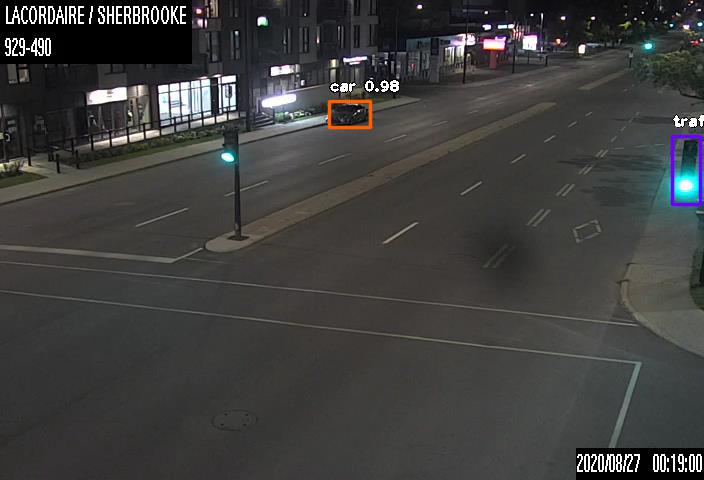 LACORDAIRE / SHERBROOKE
929-490
car 0.98
traf
2020/08/27 00:19:00